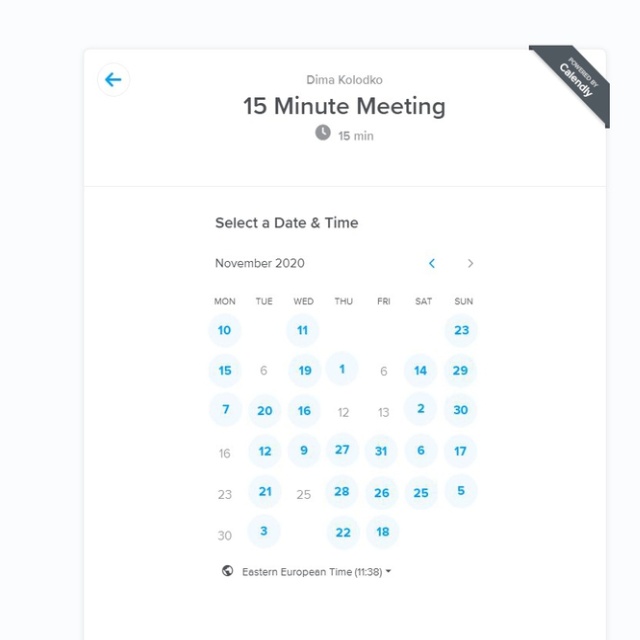 POWERED BY
Calendly
Dima Kolodko
15 Minute Meeting
15 min
Select a Date & Time
November 2020
MON TUE WED THU FRI SAT SUN
10 11 23
15 6 19 1 6 14 29
7 20 16 12 13 2 30
16 12 9 27 31 6 17
23 21 25 28 26 25 5
30 3 22 18
Eastern European Time (11:38)